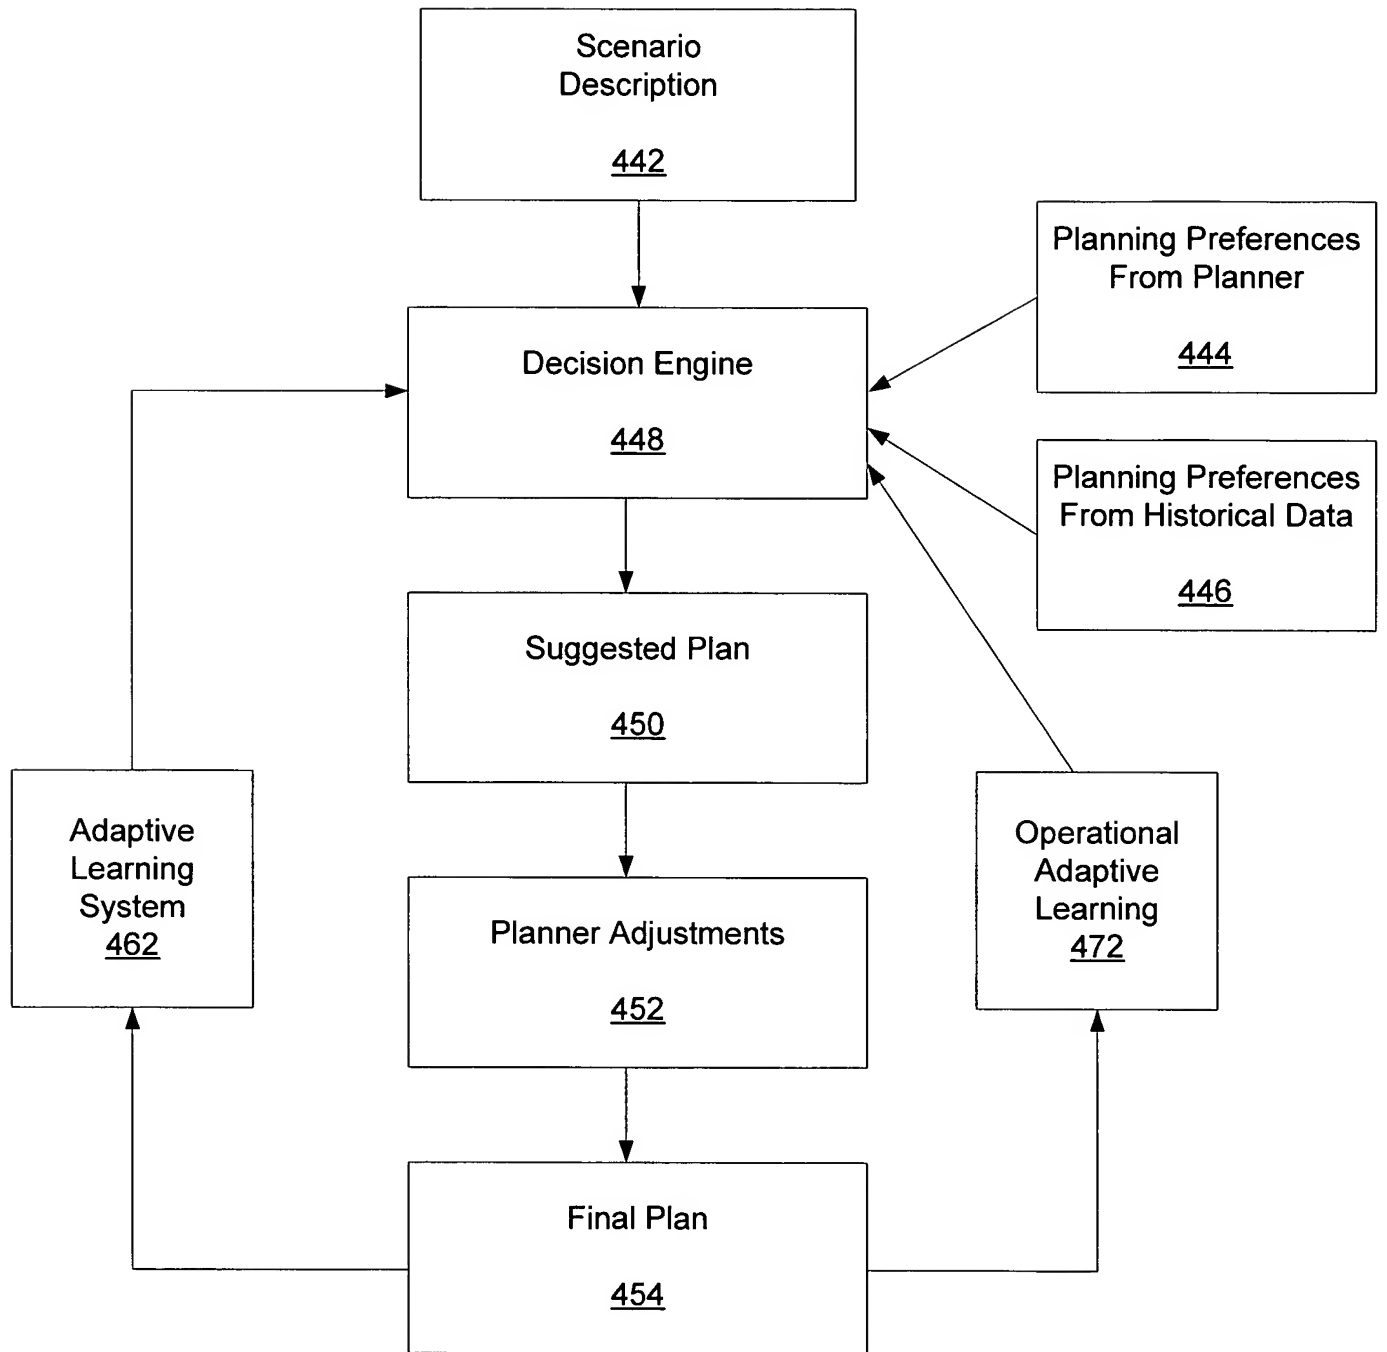 Scenario
Description
442
Planning Preferences
From Planner
444
Decision Engine
448
Planning Preferences
From Historical Data
446
Suggested Plan
450
Adaptive
Learning
System
462
Operational
Adaptive
Learning
472
Planner Adjustments
452
Final Plan
454